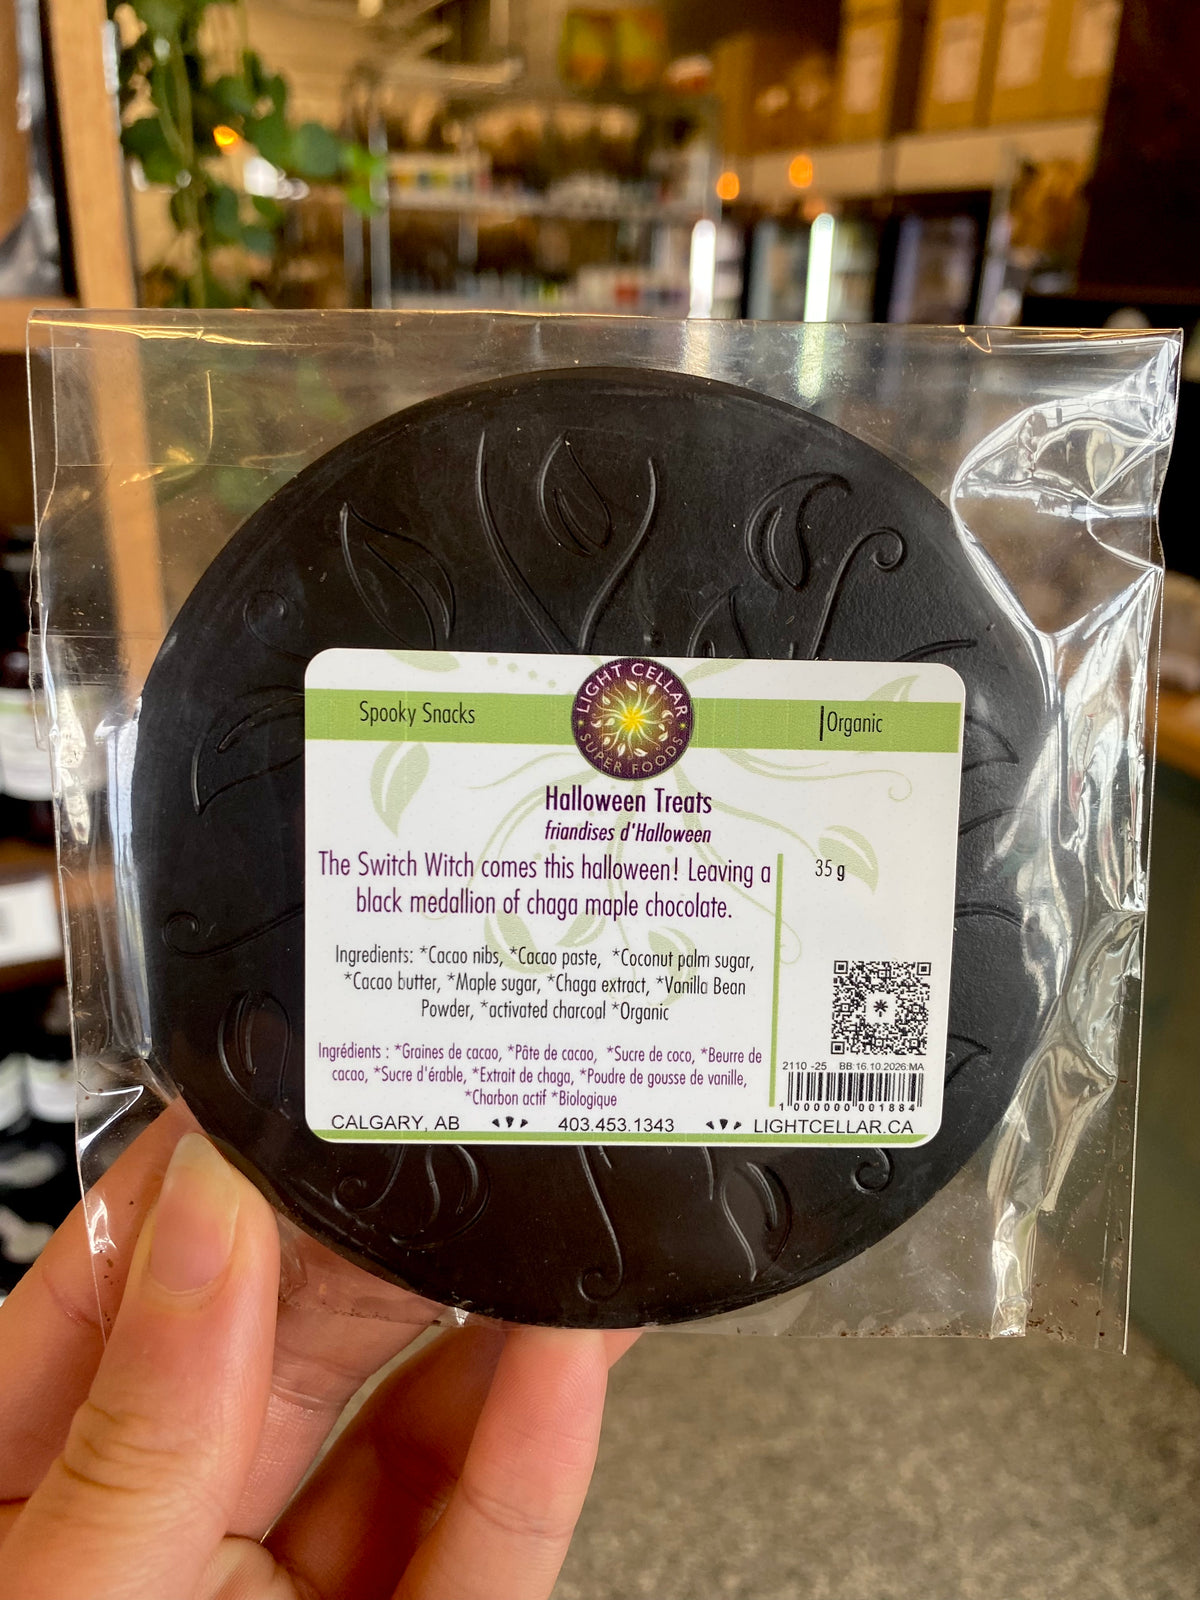 Spooky Snacks
LIGHT CELLAR
SUPER FOODS
Organic
Halloween Treats
friandises d'Halloween
The Switch Witch comes this halloween! Leaving a
black medallion of chaga maple chocolate.
35 g
Ingredients: *Cacao nibs, *Cacao paste, *Coconut palm sugar,
*Cacao butter, *Maple sugar, *Chaga extract, *Vanilla Bean
Powder, *activated charcoal *Organic
Ingrédients : *Graines de cacao, *Pâte de cacao, *Sucre de coco, *Beurre de
cacao, *Sucre d'érable, *Extrait de chaga, *Poudre de gousse de vanille,
*Charbon actif *Biologique
2110 -25 BB:16.10.2026:MA
1 000000 001884
CALGARY, AB 403.453.1343 LIGHTCELLAR.CA